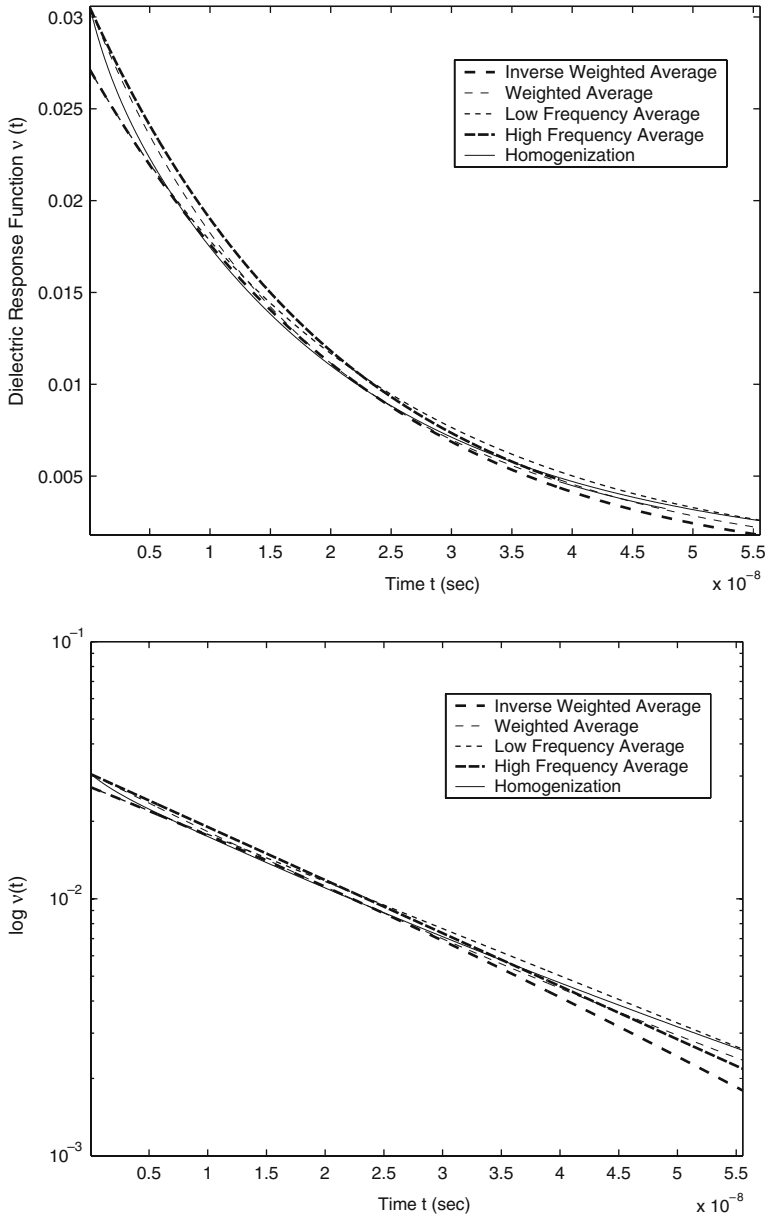 0.03
0.025
0.02
0.015
0.01
0.005
Dielectric Response Function ν (t)
Inverse Weighted Average
Weighted Average
Low Frequency Average
High Frequency Average
Homogenization
0.5 1 1.5 2 2.5 3 3.5 4 4.5 5 5.5
Time t (sec)
x 10⁻⁸
10⁻¹
10⁻²
10⁻³
log ν(t)
Inverse Weighted Average
Weighted Average
Low Frequency Average
High Frequency Average
Homogenization
0.5 1 1.5 2 2.5 3 3.5 4 4.5 5 5.5
Time t (sec)
x 10⁻⁸